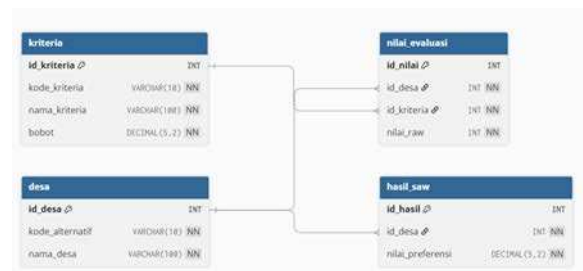 kriteria
id_kriteria INT
kode_kriteria VARCHAR(10) NN
nama_kriteria VARCHAR(100) NN
bobot DECIMAL(5,2) NN
nilai_evaluasi
id_nilai INT
id_desa INT NN
id_kriteria INT NN
nilai_raw INT NN
desa
id_desa INT
kode_alternatif VARCHAR(10) NN
nama_desa VARCHAR(100) NN
hasil_saw
id_hasil INT
id_desa INT NN
nilai_preferensi DECIMAL(5,2) NN